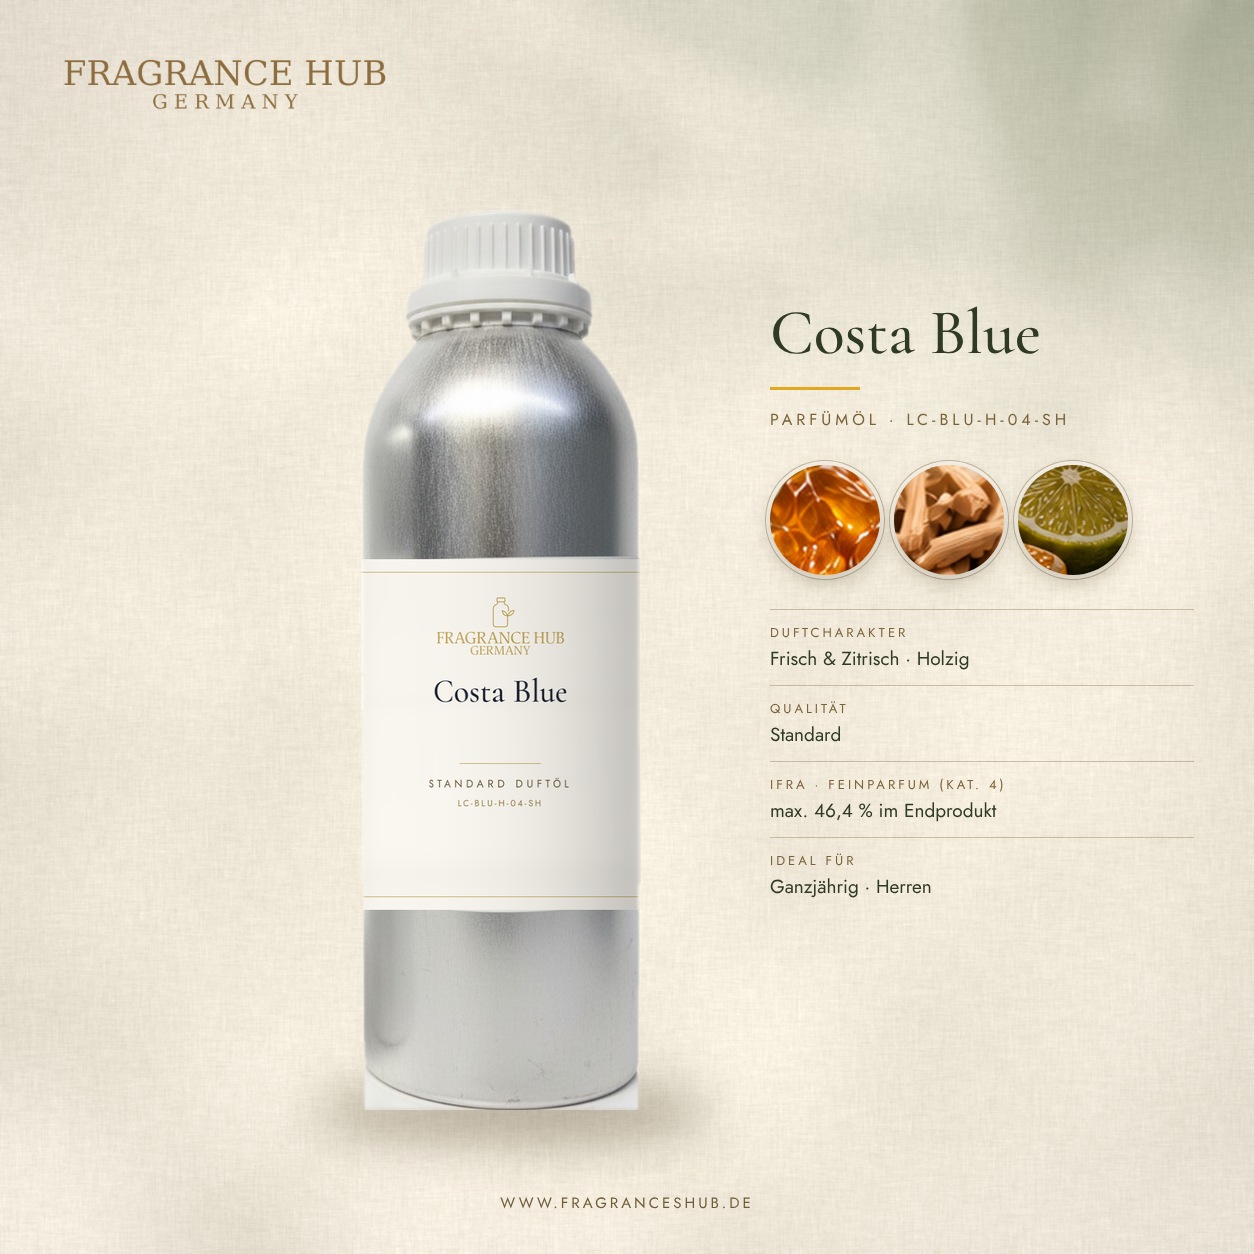 FRAGRANCE HUB
GERMANY
Costa Blue
PARFÜMÖL · LC-BLU-H-04-SH
DUFTCHARAKTER
Frisch & Zitrisch · Holzig
QUALITÄT
Standard
IFRA · FEINPARFUM (KAT. 4)
max. 46,4 % im Endprodukt
IDEAL FÜR
Ganzjährig · Herren
FRAGRANCE HUB
GERMANY
Costa Blue
STANDARD DUFTÖL
LC-BLU-H-04-SH
WWW.FRAGRANCESHUB.DE